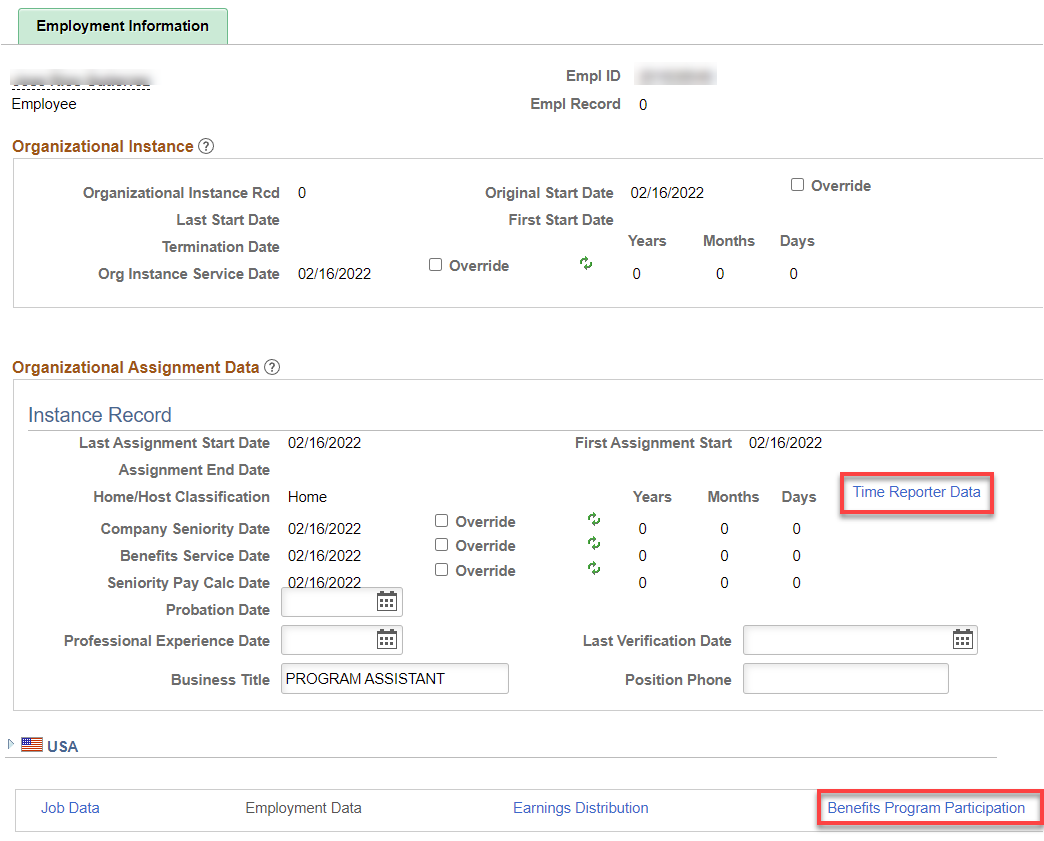 Employment Information
Empl ID
Employee Empl Record 0
Organizational Instance ?
Organizational Instance Rcd 0 Original Start Date 02/16/2022 Override
Last Start Date First Start Date
Termination Date Years Months Days
Org Instance Service Date 02/16/2022 Override 0 0 0
Organizational Assignment Data ?
Instance Record
Last Assignment Start Date 02/16/2022 First Assignment Start 02/16/2022
Assignment End Date
Home/Host Classification Home Years Months Days Time Reporter Data
Company Seniority Date 02/16/2022 Override 0 0 0
Benefits Service Date 02/16/2022 Override 0 0 0
Seniority Pay Calc Date 02/16/2022 Override 0 0 0
Probation Date
Professional Experience Date Last Verification Date
Business Title PROGRAM ASSISTANT Position Phone
USA
Job Data Employment Data Earnings Distribution Benefits Program Participation